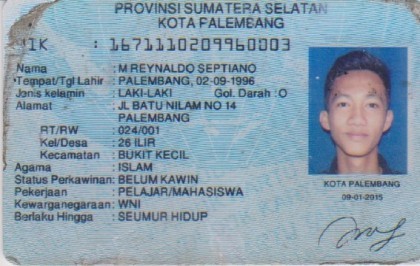 PROVINSI SUMATERA SELATAN
KOTA PALEMBANG
NIK : 1671110209960003
Nama : M REYNALDO SEPTIANO
Tempat/Tgl Lahir : PALEMBANG, 02-09-1996
Jenis kelamin : LAKI-LAKI Gol. Darah : O
Alamat : JL BATU NILAM NO 14
PALEMBANG
RT/RW : 024/001
Kel/Desa : 26 ILIR
Kecamatan : BUKIT KECIL
Agama : ISLAM
Status Perkawinan: BELUM KAWIN
Pekerjaan : PELAJAR/MAHASISWA
Kewarganegaraan: WNI
Berlaku Hingga : SEUMUR HIDUP
KOTA PALEMBANG
09-01-2015